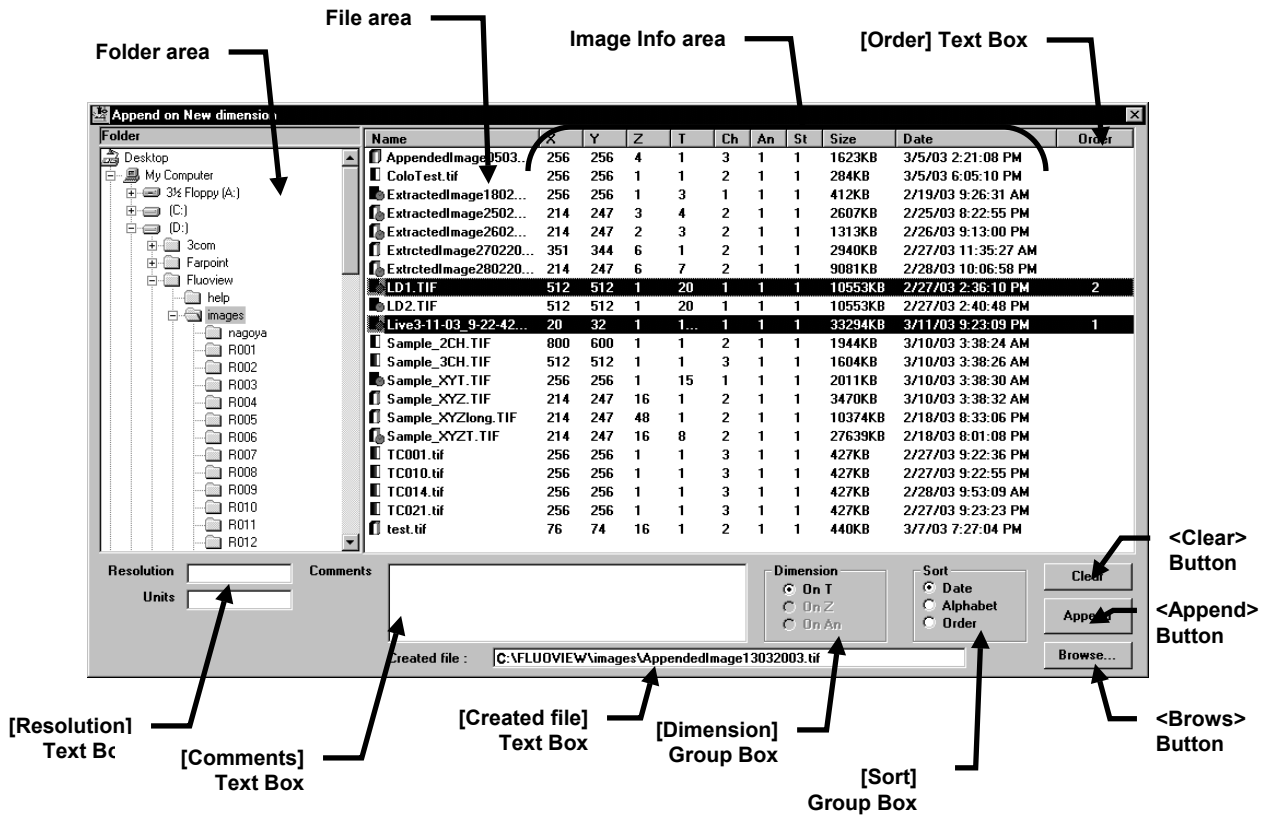 File area
Folder area
Image Info area
[Order] Text Box
Append on New dimension
Folder
Desktop
My Computer
3½ Floppy (A:)
(C:)
(D:)
3com
Farpoint
Fluoview
help
images
nagoya
R001
R002
R003
R004
R005
R006
R007
R008
R009
R010
R011
R012
Name X Y Z T Ch An St Size Date Order
AppendedImage0503... 256 256 4 1 3 1 1 1623KB 3/5/03 2:21:08 PM
ColoTest.tif 256 256 1 1 2 1 1 284KB 3/5/03 6:05:10 PM
ExtractedImage1802... 256 256 1 3 1 1 1 412KB 2/19/03 9:26:31 AM
ExtractedImage2502... 214 247 3 4 2 1 1 2607KB 2/25/03 8:22:55 PM
ExtractedImage2602... 214 247 2 3 2 1 1 1313KB 2/26/03 9:13:00 PM
ExtrctedImage270220... 351 344 6 1 2 1 1 2940KB 2/27/03 11:35:27 AM
ExtrctedImage280220... 214 247 6 7 2 1 1 9081KB 2/28/03 10:06:58 PM
LD1.TIF 512 512 1 20 1 1 1 10553KB 2/27/03 2:36:10 PM 2
LD2.TIF 512 512 1 20 1 1 1 10553KB 2/27/03 2:40:48 PM
Live3-11-03_9-22-42... 20 32 1 1... 1 1 1 33294KB 3/11/03 9:23:09 PM 1
Sample_2CH.TIF 800 600 1 1 2 1 1 1944KB 3/10/03 3:38:24 AM
Sample_3CH.TIF 512 512 1 1 3 1 1 1604KB 3/10/03 3:38:26 AM
Sample_XYT.TIF 256 256 1 15 1 1 1 2011KB 3/10/03 3:38:30 AM
Sample_XYZ.TIF 214 247 16 1 2 1 1 3470KB 3/10/03 3:38:32 AM
Sample_XYZlong.TIF 214 247 48 1 2 1 1 10374KB 2/18/03 8:33:06 PM
Sample_XYZT.TIF 214 247 16 8 2 1 1 27639KB 2/18/03 8:01:08 PM
TC001.tif 256 256 1 1 3 1 1 427KB 2/27/03 9:22:36 PM
TC010.tif 256 256 1 1 3 1 1 427KB 2/27/03 9:22:55 PM
TC014.tif 256 256 1 1 3 1 1 427KB 2/28/03 9:53:09 AM
TC021.tif 256 256 1 1 3 1 1 427KB 2/27/03 9:23:23 PM
test.tif 76 74 16 1 2 1 1 440KB 3/7/03 7:27:04 PM
Resolution
Units
Comments
Dimension
On T
On Z
On An
Sort
Date
Alphabet
Order
Clear
Append
Browse...
Created file : C:\FLUOVIEW\images\AppendedImage13032003.tif
<Clear>
Button
<Append>
Button
<Brows>
Button
[Resolution]
Text Bo
[Comments]
Text Box
[Created file]
Text Box
[Dimension]
Group Box
[Sort]
Group Box